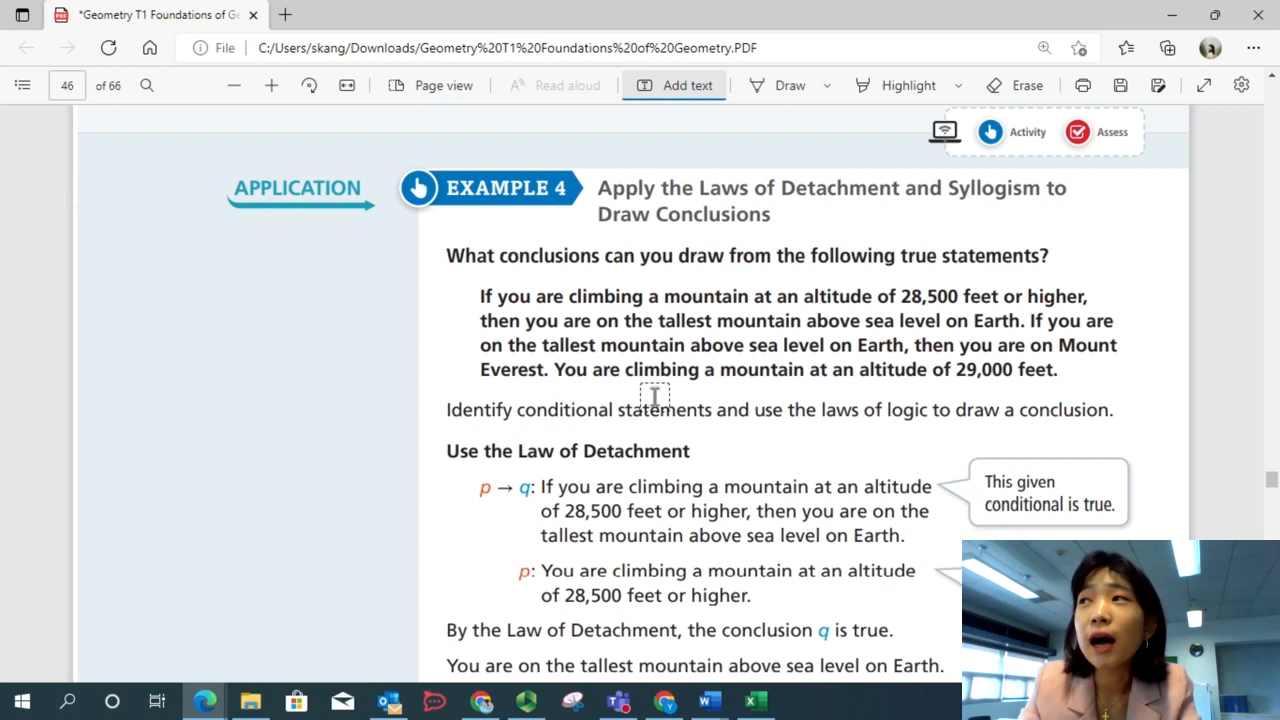 *Geometry T1 Foundations of Ge
File
C:/Users/skang/Downloads/Geometry%20T1%20Foundations%20of%20Geometry.PDF
46 of 66
Page view
Read aloud
Add text
Draw
Highlight
Erase
Activity
Assess
APPLICATION
EXAMPLE 4
Apply the Laws of Detachment and Syllogism to
Draw Conclusions
What conclusions can you draw from the following true statements?
If you are climbing a mountain at an altitude of 28,500 feet or higher,
then you are on the tallest mountain above sea level on Earth. If you are
on the tallest mountain above sea level on Earth, then you are on Mount
Everest. You are climbing a mountain at an altitude of 29,000 feet.
Identify conditional statements and use the laws of logic to draw a conclusion.
Use the Law of Detachment
p → q: If you are climbing a mountain at an altitude
of 28,500 feet or higher, then you are on the
tallest mountain above sea level on Earth.
This given
conditional is true.
p: You are climbing a mountain at an altitude
of 28,500 feet or higher.
By the Law of Detachment, the conclusion q is true.
You are on the tallest mountain above sea level on Earth.